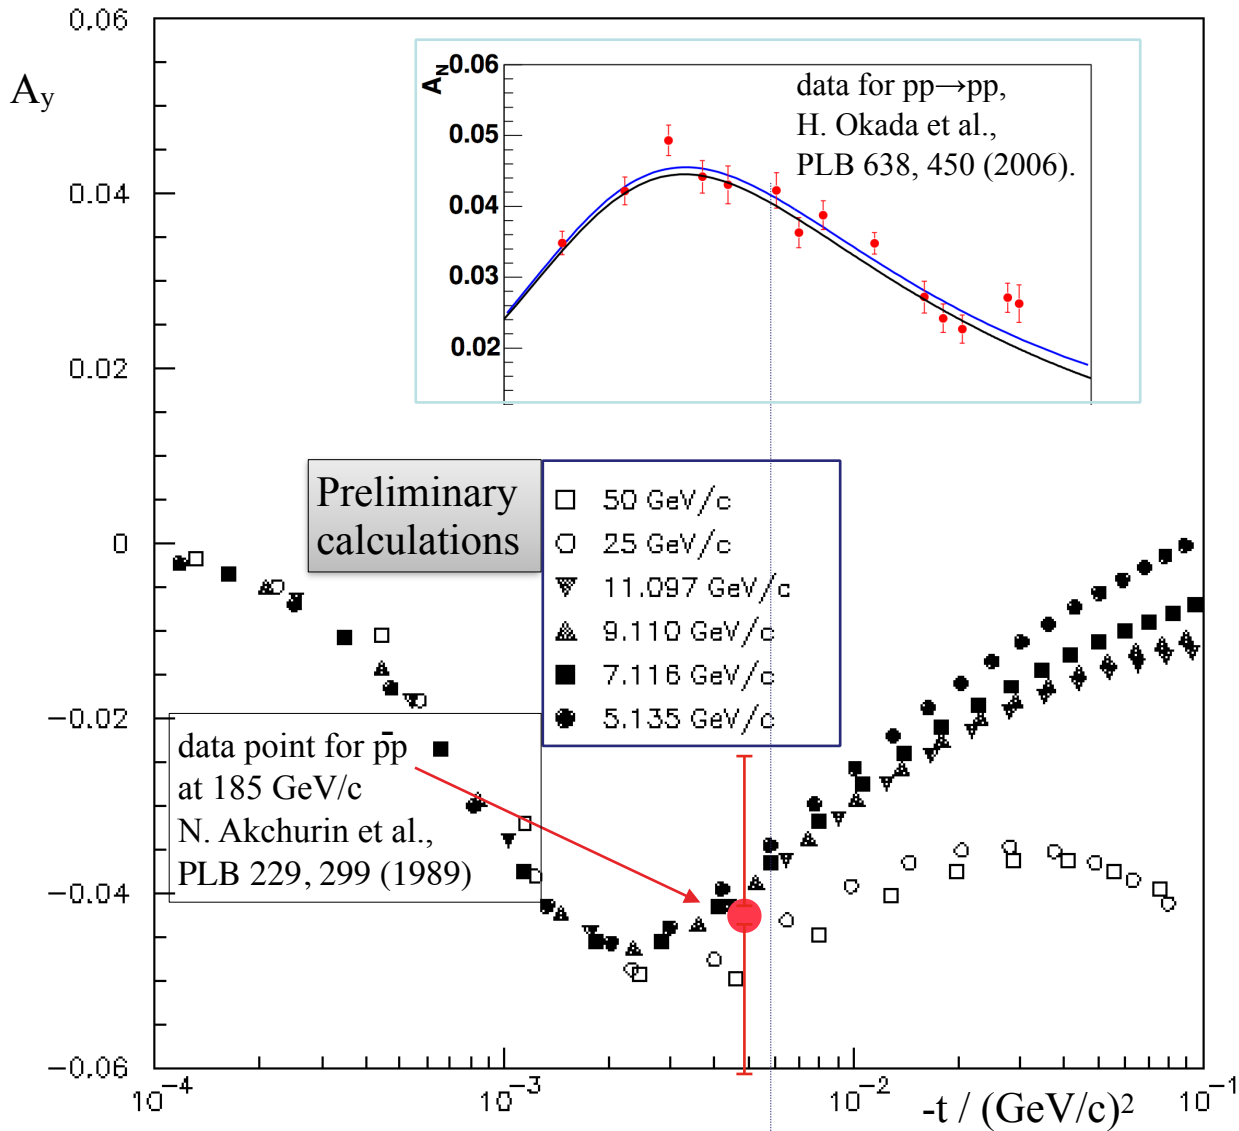 0.06
A_y
0.04
0.02
0
−0.02
−0.04
−0.06
A_N
0.06
0.05
0.04
0.03
0.02
data for pp→pp,
H. Okada et al.,
PLB 638, 450 (2006).
Preliminary
calculations
50 GeV/c
25 GeV/c
11.097 GeV/c
9.110 GeV/c
7.116 GeV/c
5.135 GeV/c
data point for p̄p
at 185 GeV/c
N. Akchurin et al.,
PLB 229, 299 (1989)
10⁻⁴
10⁻³
10⁻²
10⁻¹
-t / (GeV/c)²